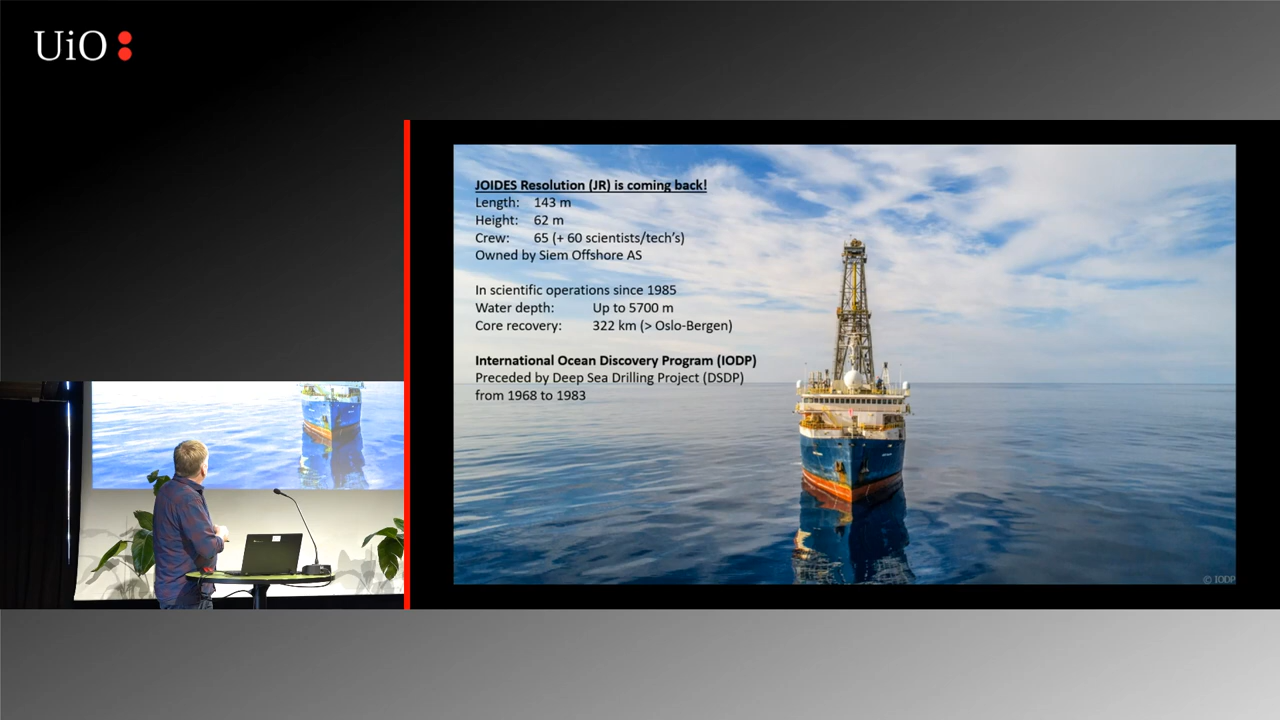 UiO
JOIDES Resolution (JR) is coming back!
Length: 143 m
Height: 62 m
Crew: 65 (+ 60 scientists/tech's)
Owned by Siem Offshore AS
In scientific operations since 1985
Water depth: Up to 5700 m
Core recovery: 322 km (> Oslo-Bergen)
International Ocean Discovery Program (IODP)
Preceded by Deep Sea Drilling Project (DSDP)
from 1968 to 1983
© IODP